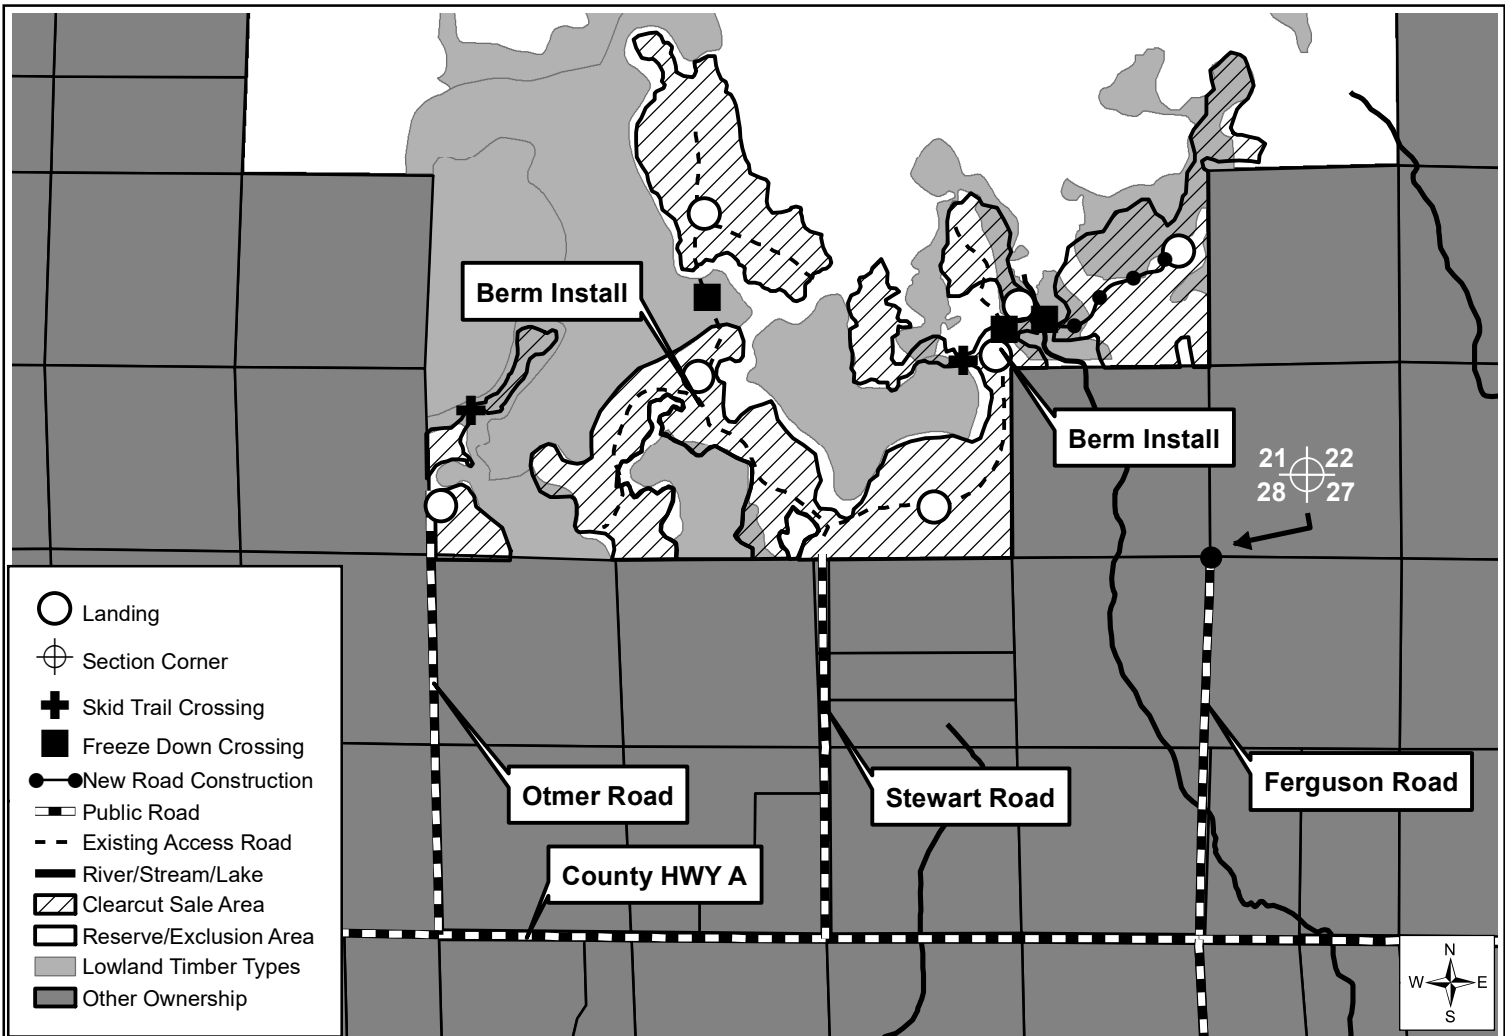 Berm Install
Berm Install
21 22
28 27
Otmer Road
Stewart Road
Ferguson Road
County HWY A
Landing
Section Corner
Skid Trail Crossing
Freeze Down Crossing
New Road Construction
Public Road
Existing Access Road
River/Stream/Lake
Clearcut Sale Area
Reserve/Exclusion Area
Lowland Timber Types
Other Ownership
N
W E
S